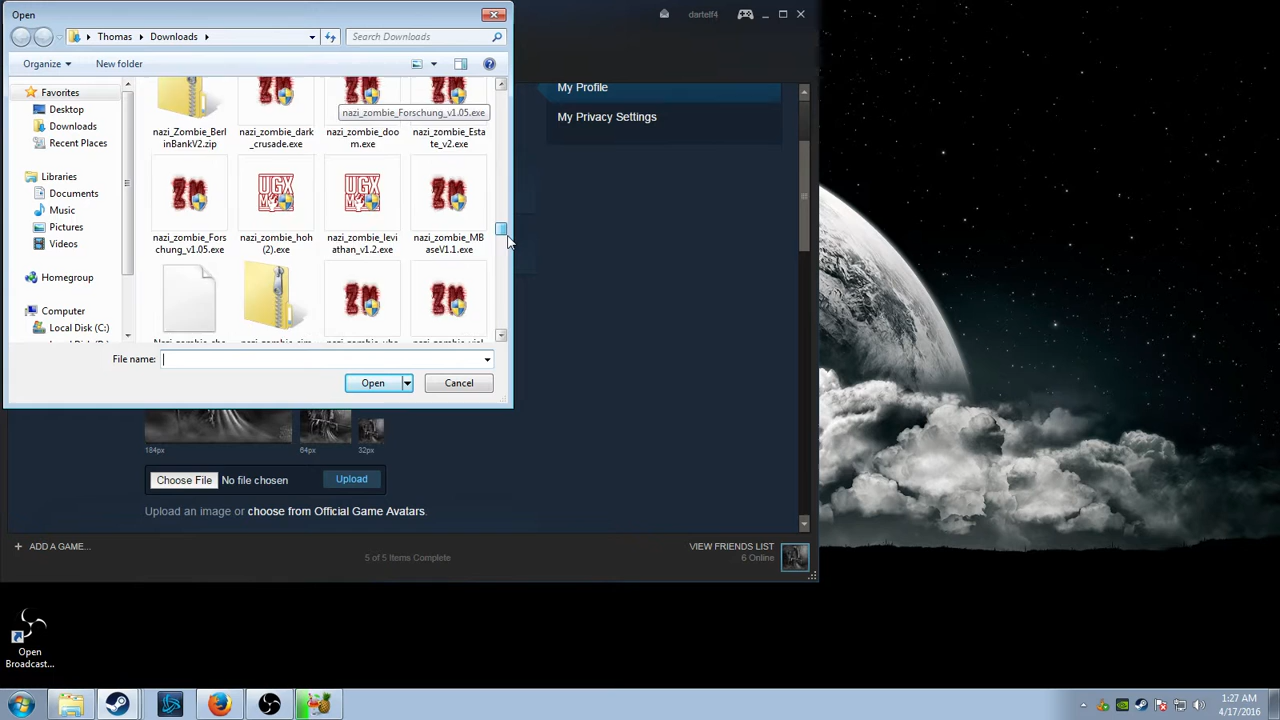 Open
dartelf4
Thomas
Downloads
Search Downloads
Organize
New folder
Favorites
Desktop
Downloads
Recent Places
Libraries
Documents
Music
Pictures
Videos
Homegroup
Computer
Local Disk (C:)
nazi_zombie_Forschung_v1.05.exe
nazi_Zombie_Berl
inBankV2.zip
nazi_zombie_dark
_crusade.exe
nazi_zombie_doo
m.exe
nazi_zombie_Esta
te_v2.exe
nazi_zombie_Fors
chung_v1.05.exe
nazi_zombie_hoh
(2).exe
nazi_zombie_levi
athan_v1.2.exe
nazi_zombie_MB
aseV1.1.exe
File name:
Open
Cancel
My Profile
My Privacy Settings
184px
64px
32px
Choose File
No file chosen
Upload
Upload an image or choose from Official Game Avatars.
+ ADD A GAME...
5 of 5 Items Complete
VIEW FRIENDS LIST
6 Online
Open
Broadcast...
1:27 AM
4/17/2016